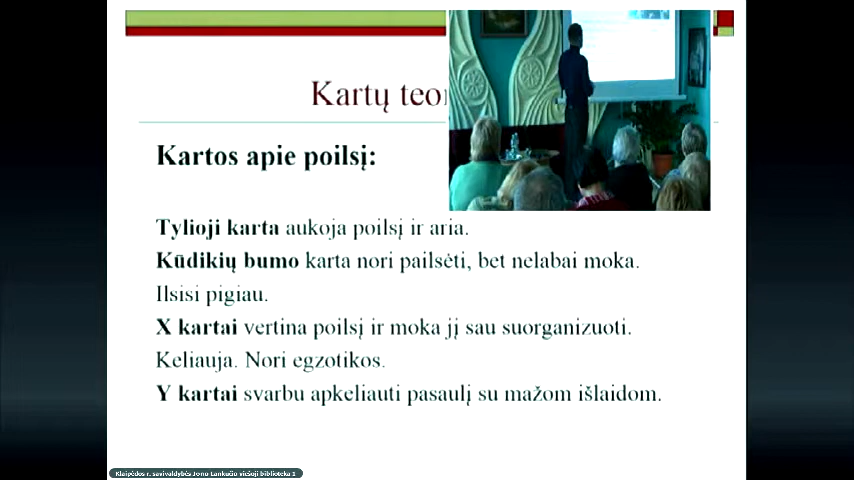 Kartų teor
Kartos apie poilsį:
Tylioji karta aukoja poilsį ir aria.
Kūdikių bumo karta nori pailsėti, bet nelabai moka.
Ilsisi pigiau.
X kartai vertina poilsį ir moka jį sau suorganizuoti.
Keliauja. Nori egzotikos.
Y kartai svarbu apkeliauti pasaulį su mažom išlaidom.
Klaipėdos r. savivaldybės Jono Lankučio viešoji biblioteka 1